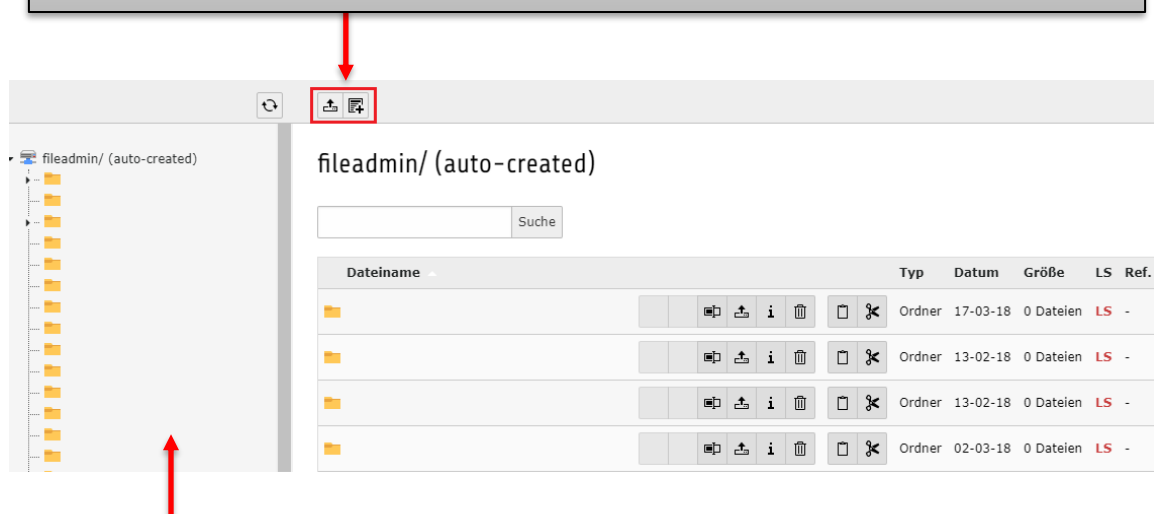 fileadmin/ (auto-created)
fileadmin/ (auto-created)
Suche
Dateiname Typ Datum Größe LS Ref.
Ordner 17-03-18 0 Dateien LS -
Ordner 13-02-18 0 Dateien LS -
Ordner 13-02-18 0 Dateien LS -
Ordner 02-03-18 0 Dateien LS -